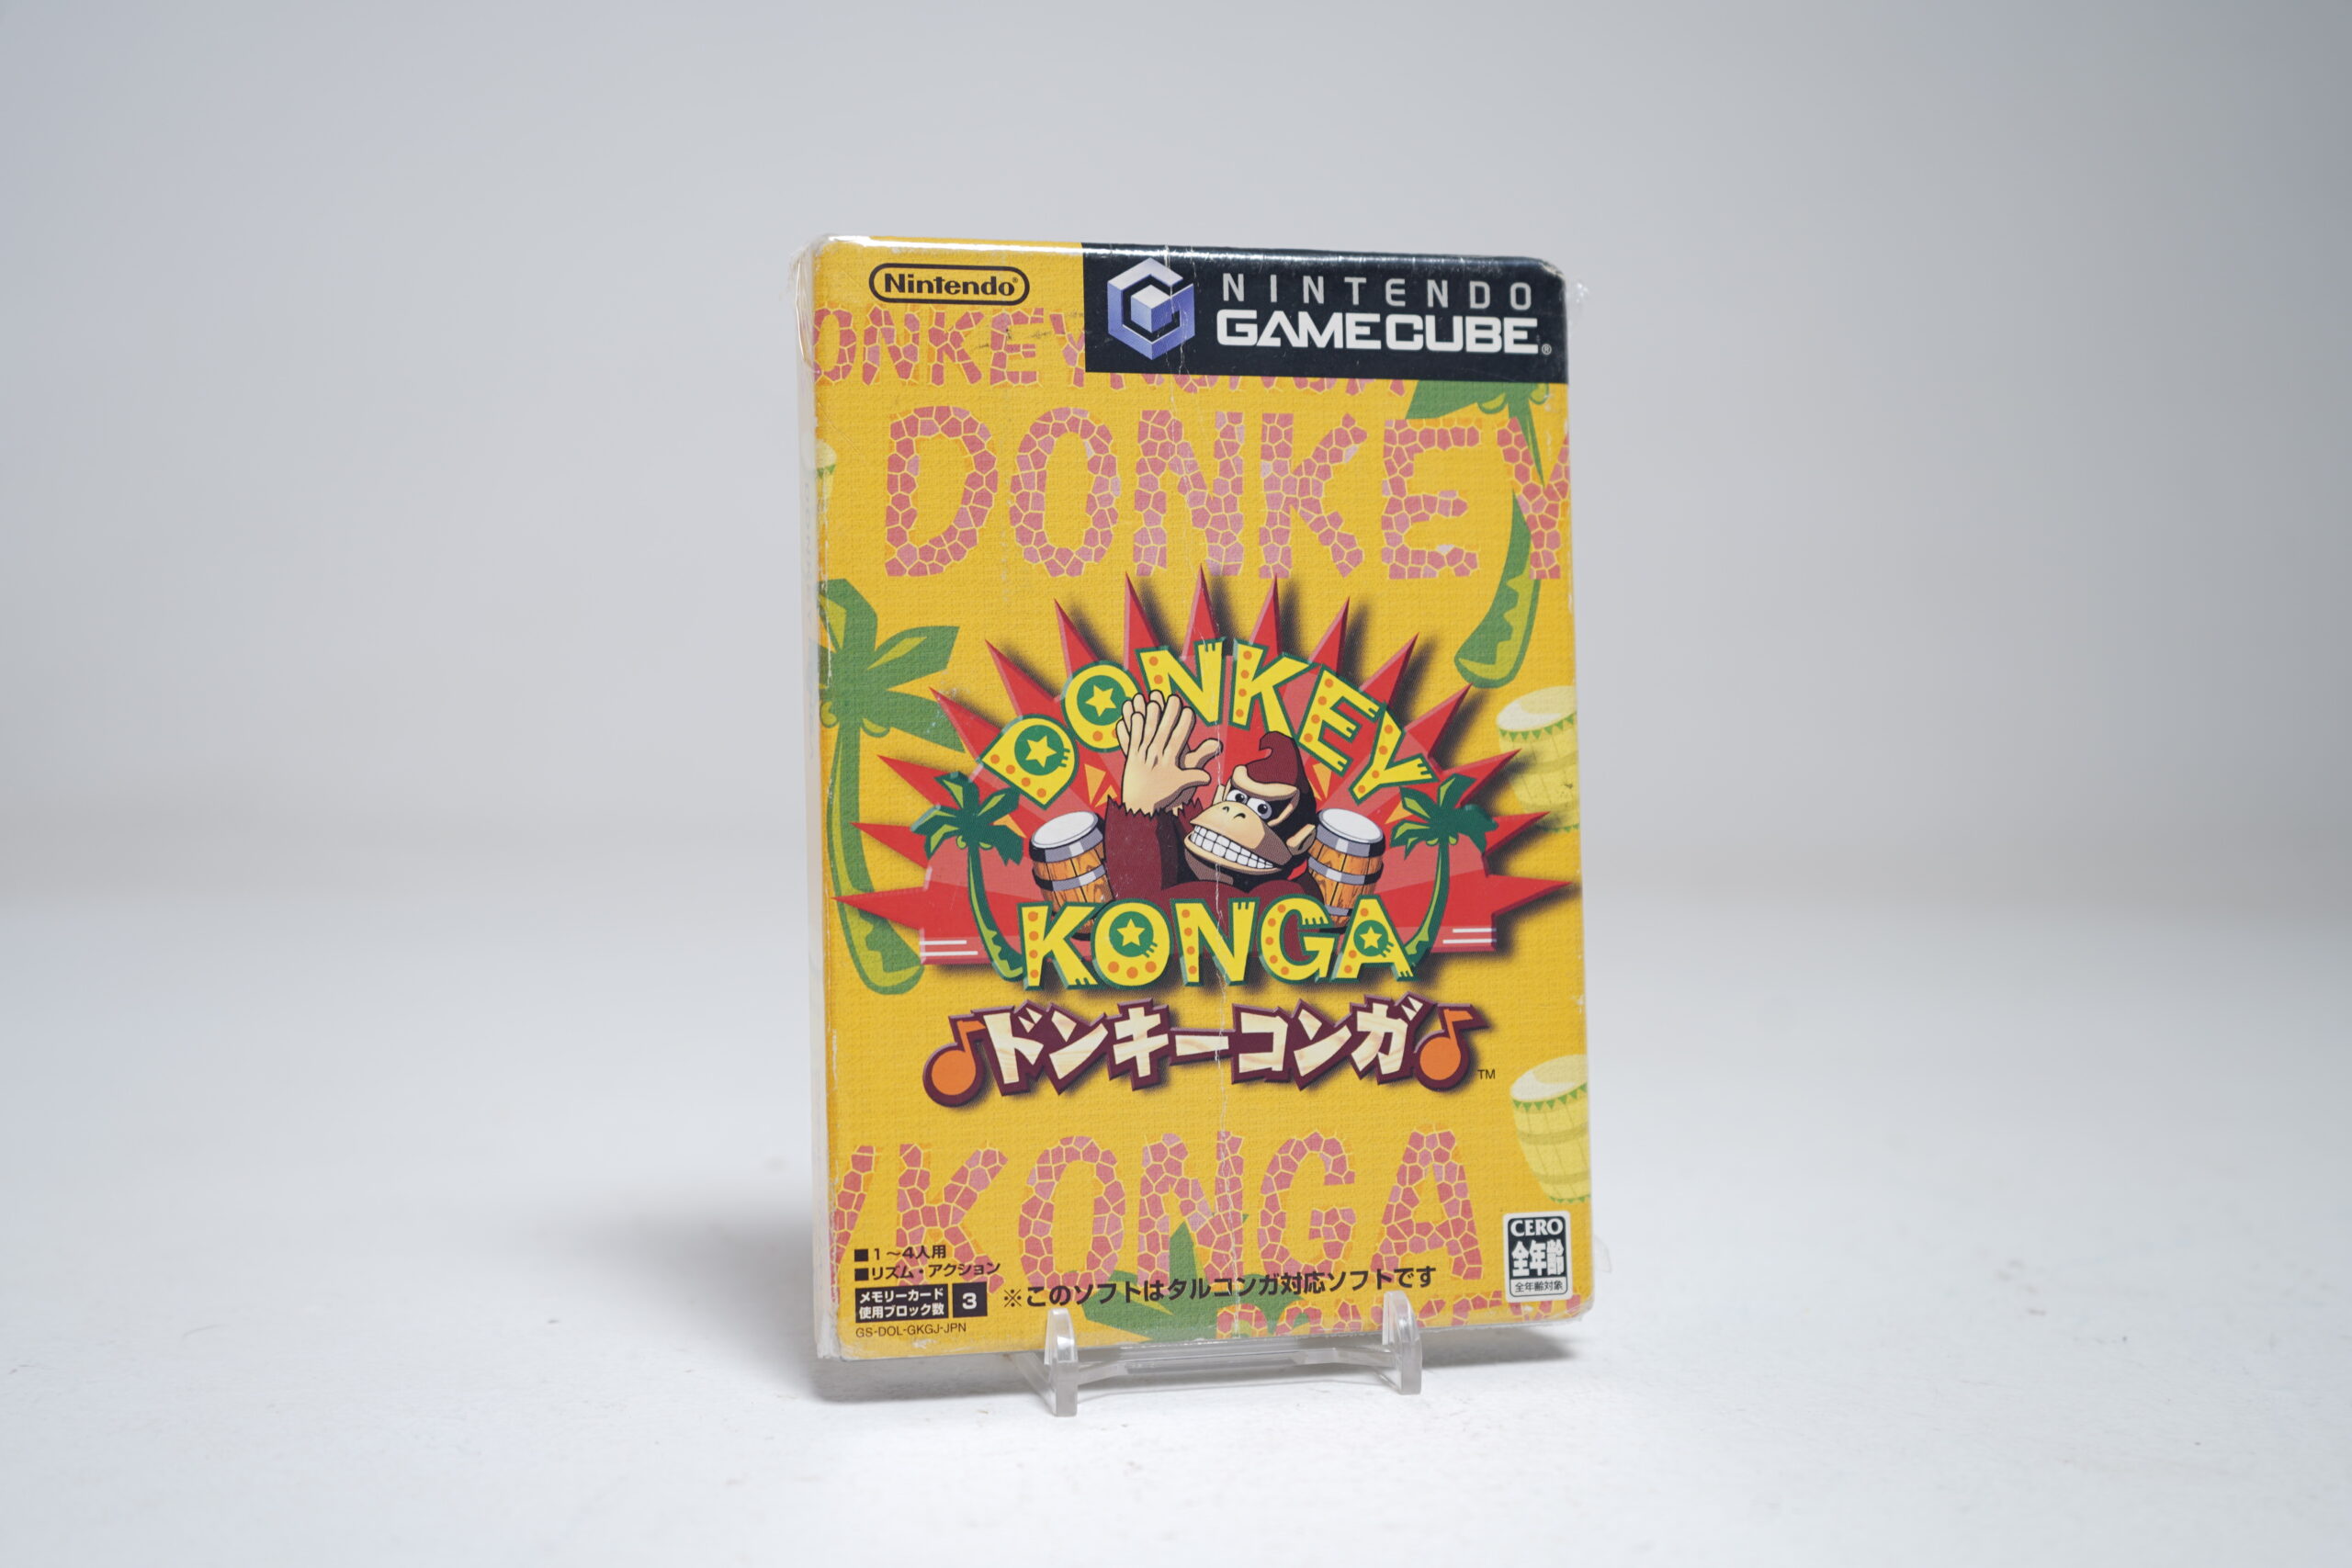 Nintendo®
NINTENDO
GAMECUBE®
ONKEY KONGA
DONKEY
DONKEY
KONGA
ドンキーコンガ
TM
YKONGA
■1〜4人用
■リズム・アクション
メモリーカード
使用ブロック数 3
※このソフトはタルコンガ対応ソフトです
GS-DOL-GKGJ-JPN
CERO
全年齢
全年齢対象